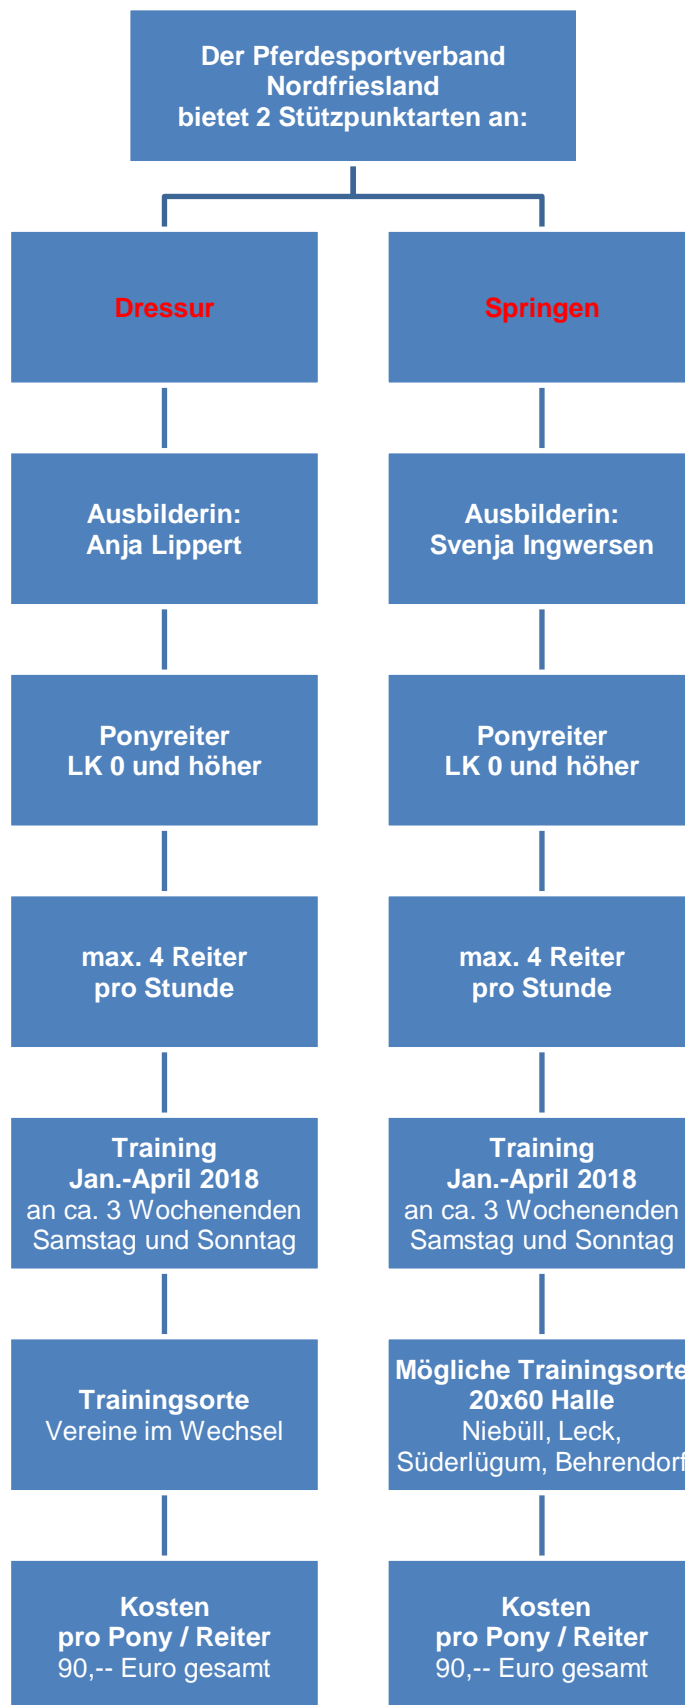 Der Pferdesportverband
Nordfriesland
bietet 2 Stützpunktarten an:
Dressur
Ausbilderin:
Anja Lippert
Ponyreiter
LK 0 und höher
max. 4 Reiter
pro Stunde
Training
Jan.-April 2018
an ca. 3 Wochenenden
Samstag und Sonntag
Trainingsorte
Vereine im Wechsel
Kosten
pro Pony / Reiter
90,-- Euro gesamt
Springen
Ausbilderin:
Svenja Ingwersen
Ponyreiter
LK 0 und höher
max. 4 Reiter
pro Stunde
Training
Jan.-April 2018
an ca. 3 Wochenenden
Samstag und Sonntag
Mögliche Trainingsorte
20x60 Halle
Niebüll, Leck,
Süderlügum, Behrendorf
Kosten
pro Pony / Reiter
90,-- Euro gesamt